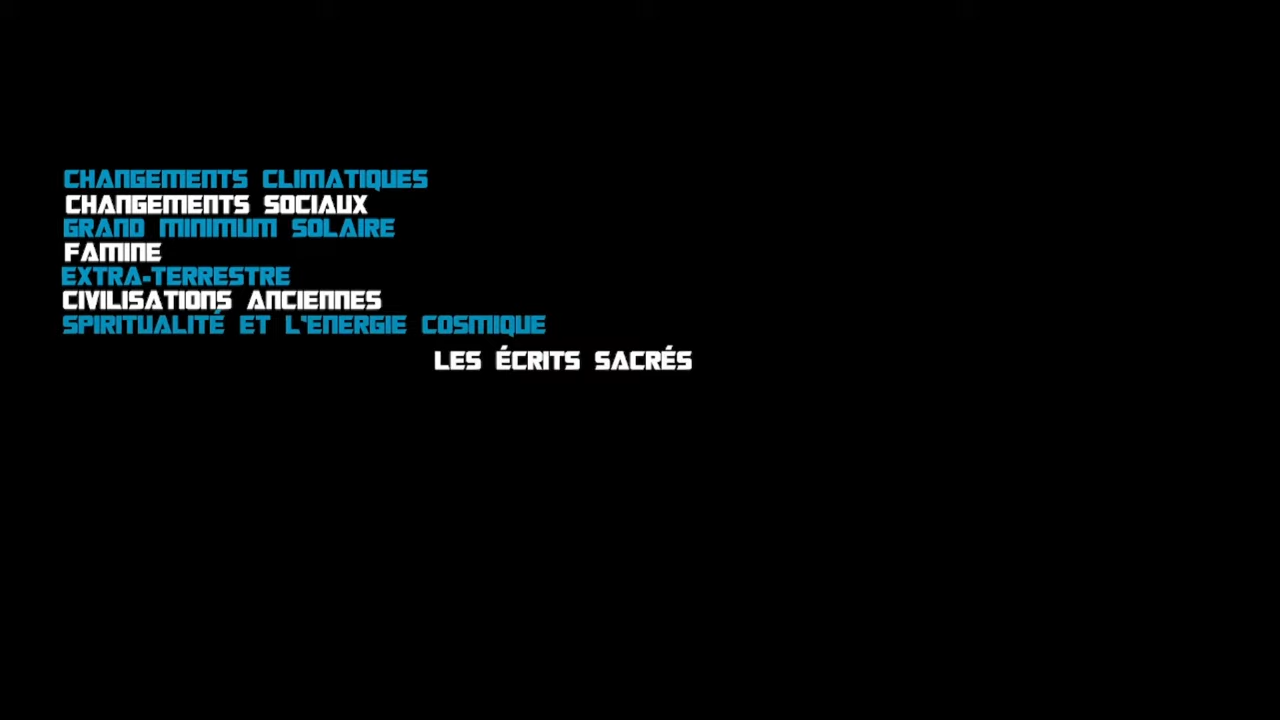 CHANGEMENTS CLIMATIQUES
CHANGEMENTS SOCIAUX
GRAND MINIMUM SOLAIRE
FAMINE
EXTRA-TERRESTRE
CIVILISATIONS ANCIENNES
SPIRITUALITÉ ET L'ENERGIE COSMIQUE
LES ÉCRITS SACRÉS